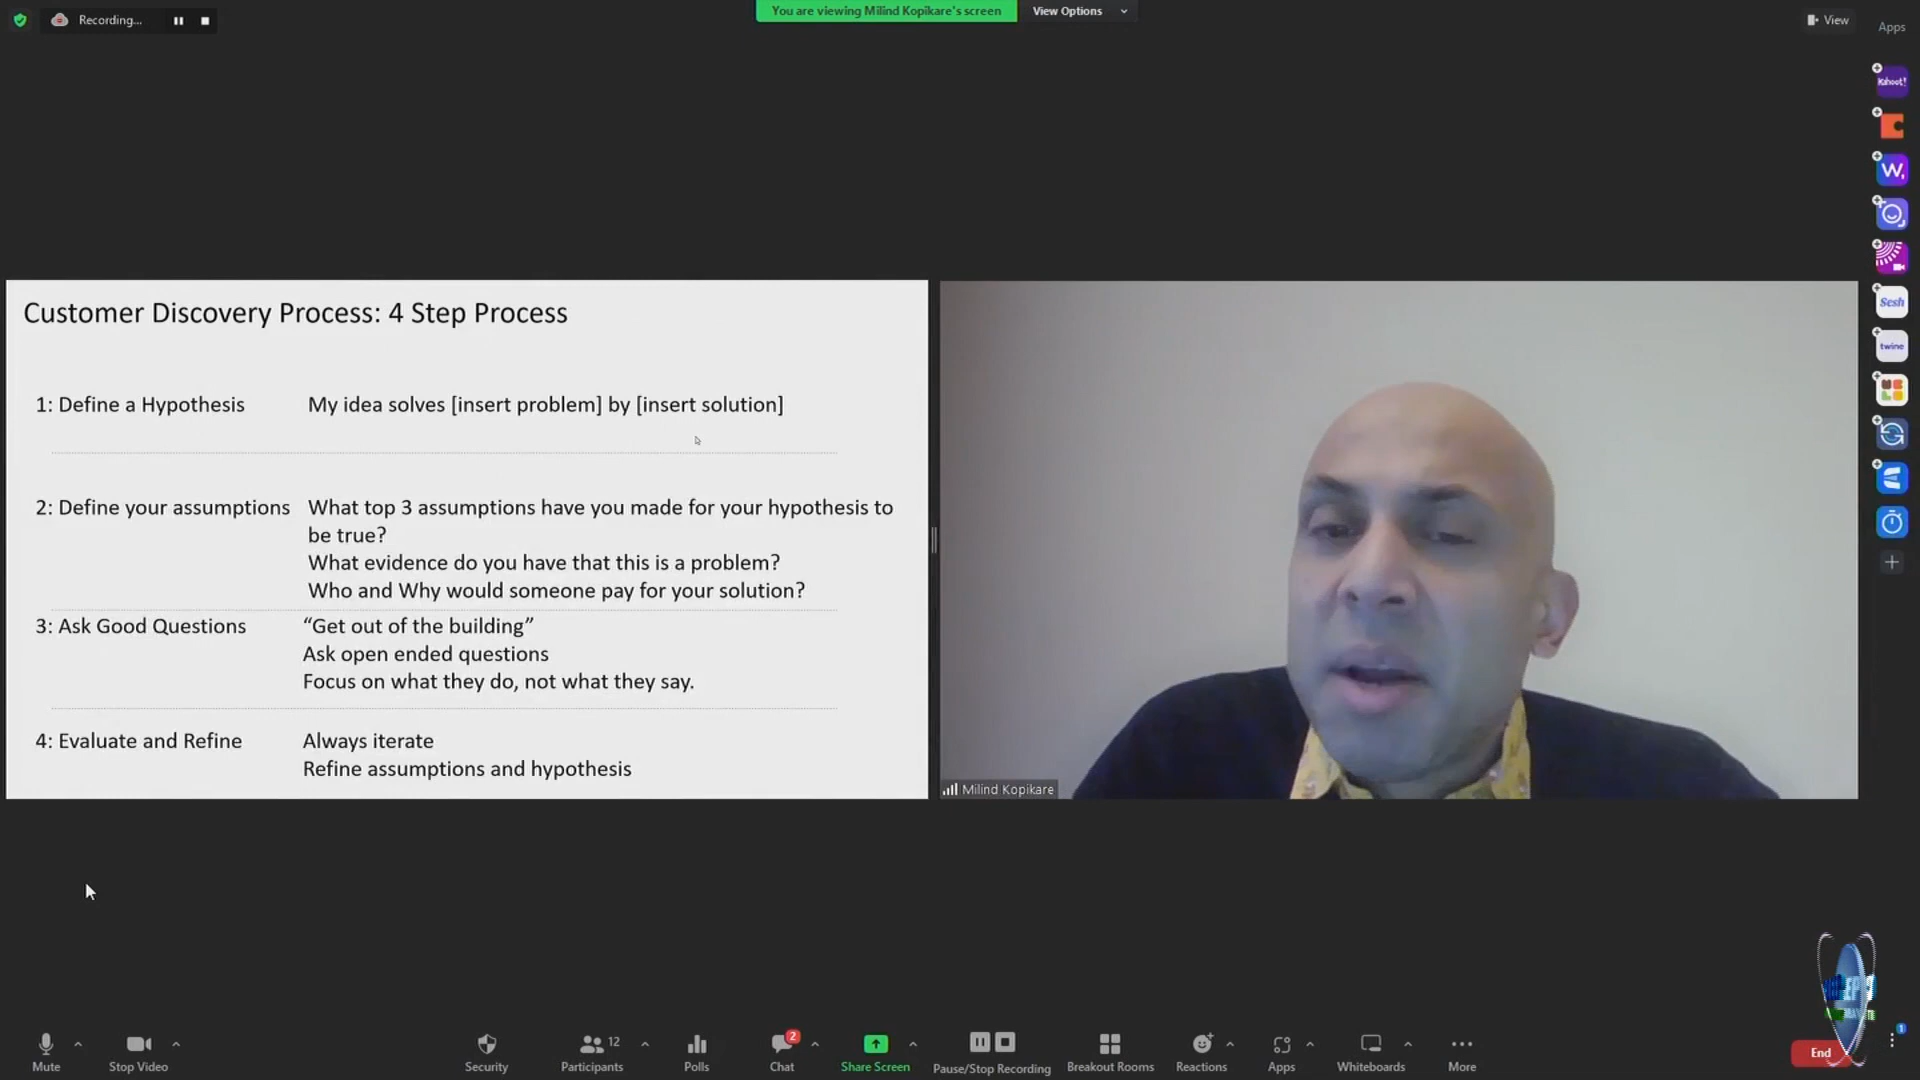 Recording...
You are viewing Milind Kopikare's screen
View Options
View
Apps
Kahoot!
W,
Sesh
twine
Customer Discovery Process: 4 Step Process
1: Define a Hypothesis
My idea solves [insert problem] by [insert solution]
2: Define your assumptions
What top 3 assumptions have you made for your hypothesis to
be true?
What evidence do you have that this is a problem?
Who and Why would someone pay for your solution?
3: Ask Good Questions
“Get out of the building”
Ask open ended questions
Focus on what they do, not what they say.
4: Evaluate and Refine
Always iterate
Refine assumptions and hypothesis
Milind Kopikare
Mute
Stop Video
Security
12
Participants
Polls
2
Chat
Share Screen
Pause/Stop Recording
Breakout Rooms
Reactions
Apps
Whiteboards
More
End
1